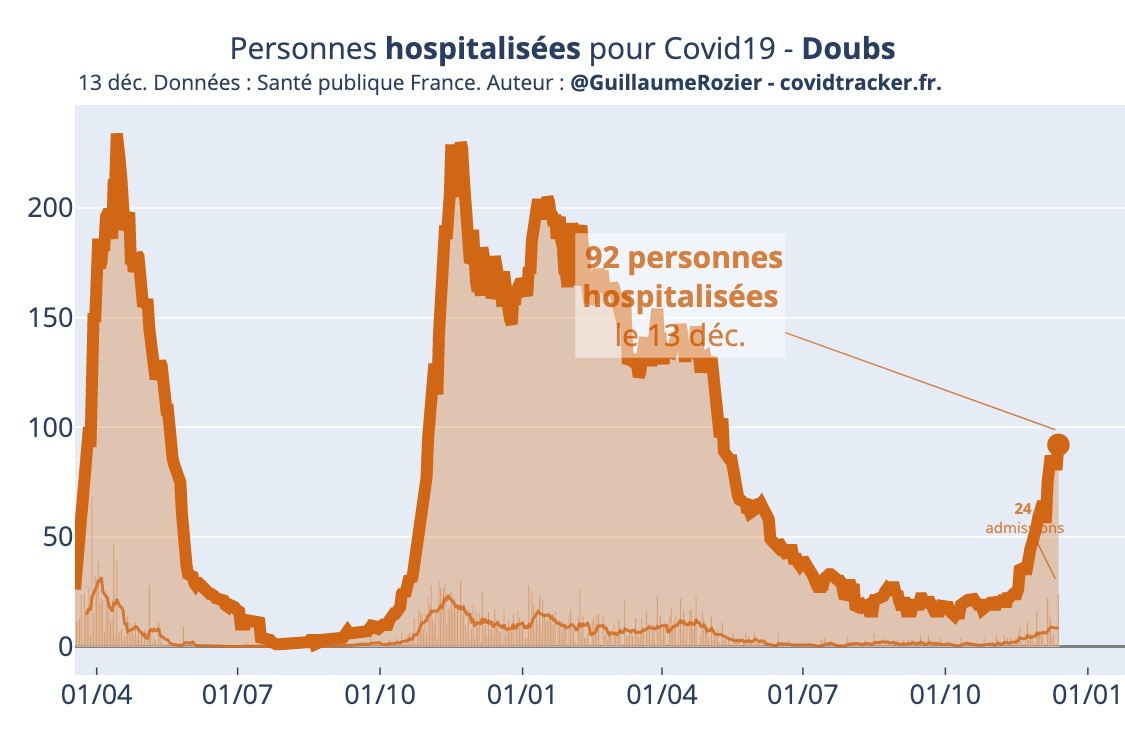 Personnes hospitalisées pour Covid19 - Doubs
13 déc. Données : Santé publique France. Auteur : @GuillaumeRozier - covidtracker.fr.
200
150
100
50
0
92 personnes
hospitalisées
le 13 déc.
24
admissions
01/04 01/07 01/10 01/01 01/04 01/07 01/10 01/01